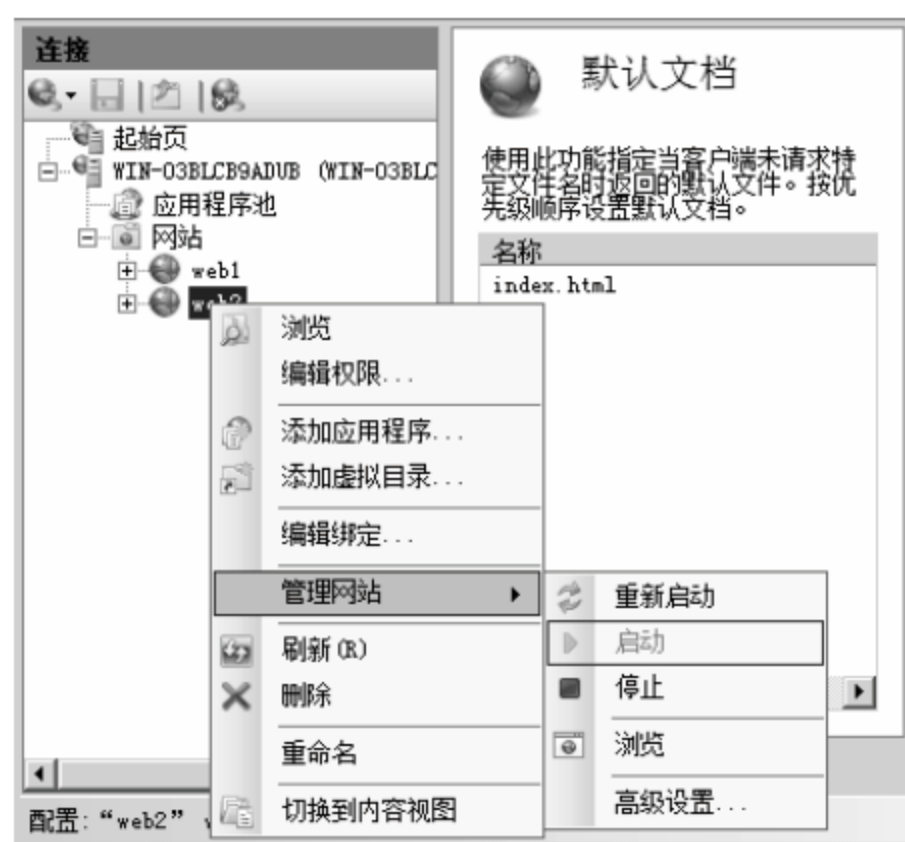 连接
默认文档
起始页
WIN-03BLCB9ADUB (WIN-03BLC
应用程序池
网站
web1
web2
使用此功能指定当客户端未请求特
定文件名时返回的默认文件。按优
先级顺序设置默认文档。
名称
index.html
浏览
编辑权限...
添加应用程序...
添加虚拟目录...
编辑绑定...
管理网站
刷新(R)
删除
重命名
切换到内容视图
重新启动
启动
停止
浏览
高级设置...
配置:“web2”